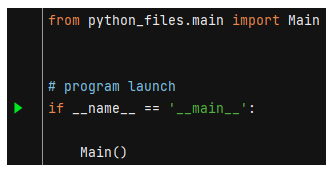 from python_files.main import Main
# program launch
if __name__ == '__main__':
    Main()